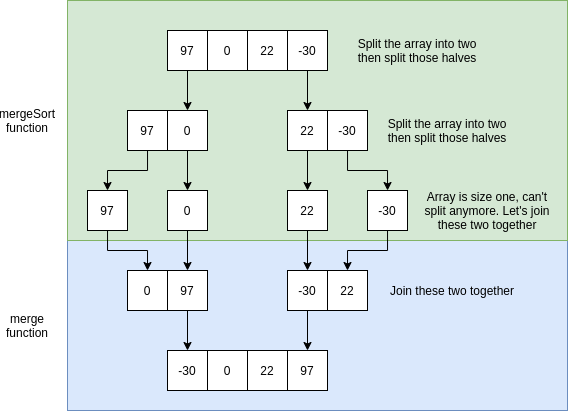 97 0 22 -30
Split the array into two
then split those halves
mergeSort
function
97 0
22 -30
Split the array into two
then split those halves
97
0
22
-30
Array is size one, can't
split anymore. Let's join
these two together
merge
function
0 97
-30 22
Join these two together
-30 0 22 97